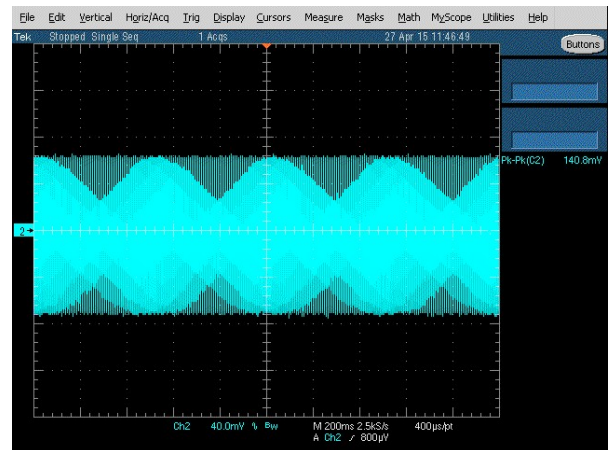 File Edit Vertical Horiz/Acq Trig Display Cursors Measure Masks Math MyScope Utilities Help
Tek Stopped Single Seq 1 Acqs 27 Apr 15 11:46:49
Buttons
Pk-Pk(C2) 140.8mV
2
Ch2 40.0mV Bw M 200ms 2.5kS/s 400µs/pt
A Ch2 800µV